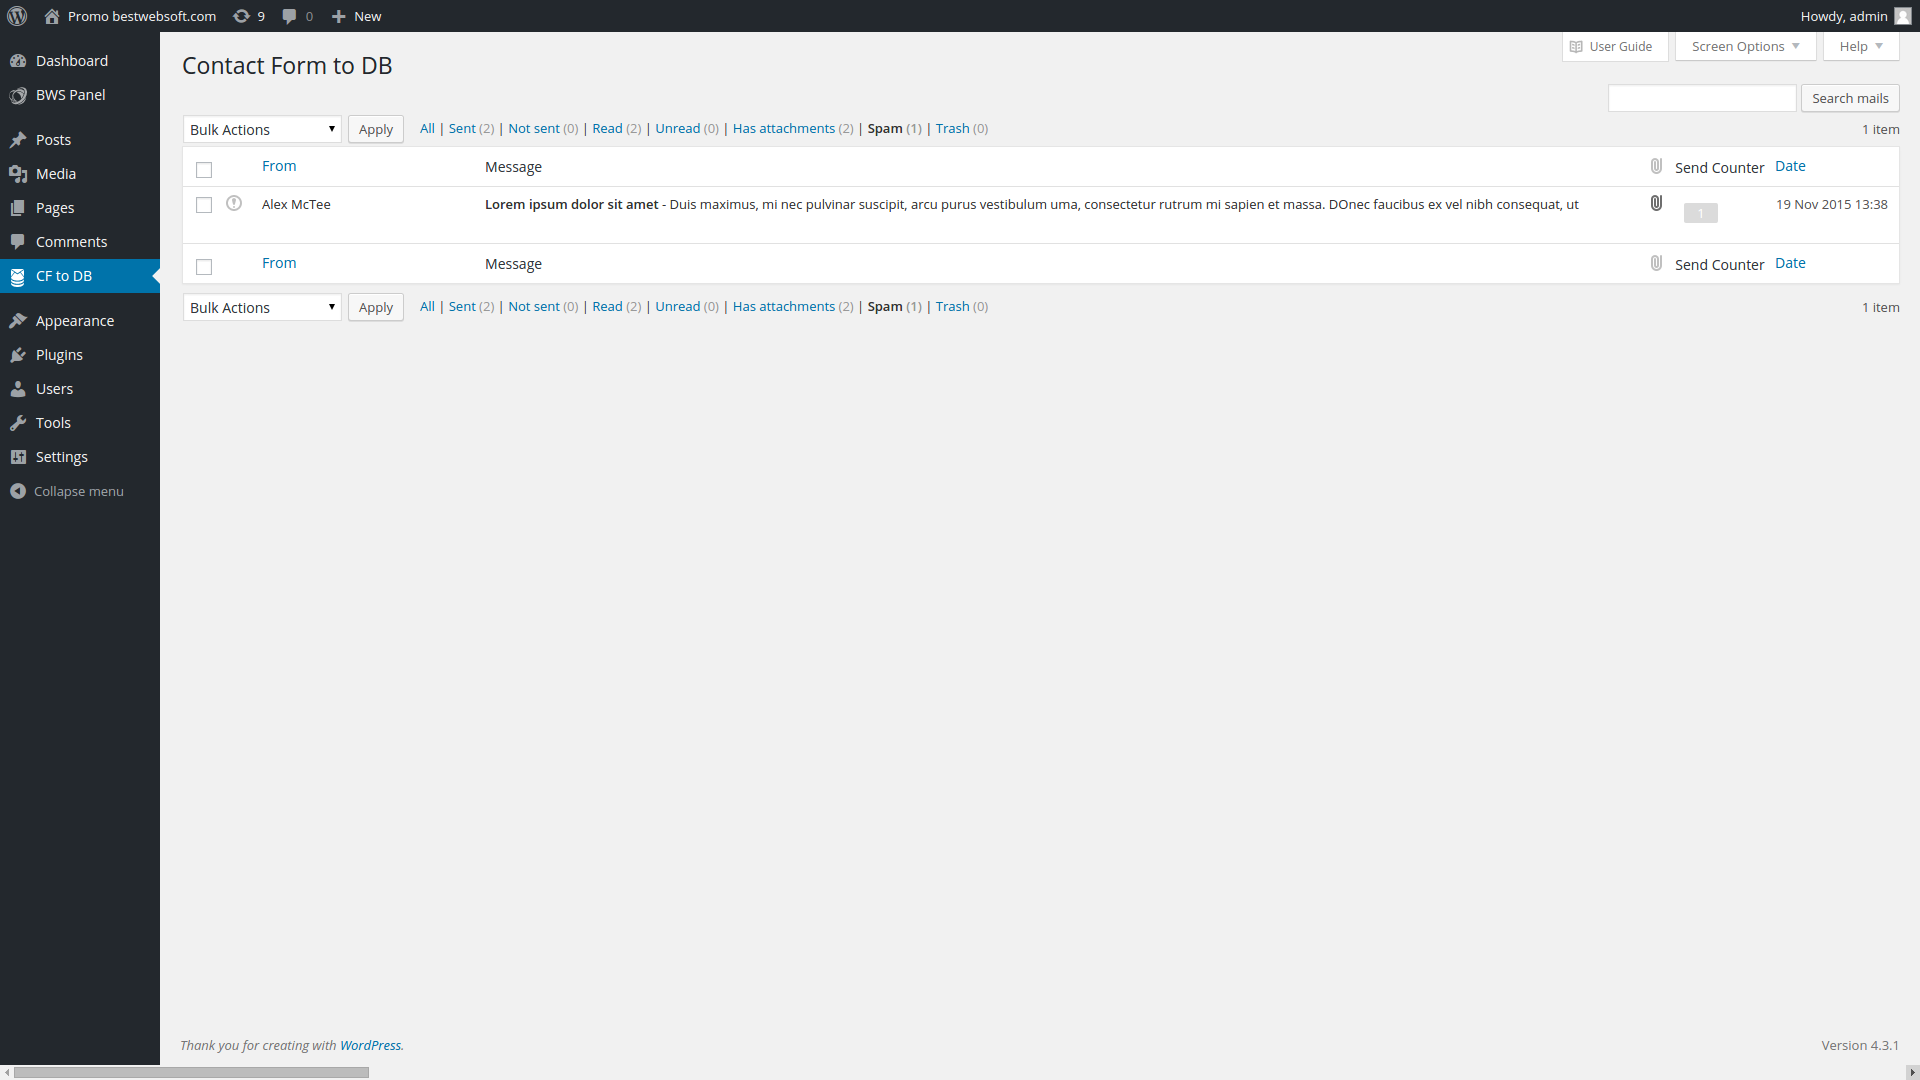 Promo bestwebsoft.com 9 0 New Howdy, admin
User Guide Screen Options Help
Contact Form to DB
Search mails
Bulk Actions Apply All | Sent (2) | Not sent (0) | Read (2) | Unread (0) | Has attachments (2) | Spam (1) | Trash (0) 1 item
From Message Send Counter Date
Alex McTee Lorem ipsum dolor sit amet - Duis maximus, mi nec pulvinar suscipit, arcu purus vestibulum uma, consectetur rutrum mi sapien et massa. DOnec faucibus ex vel nibh consequat, ut 1 19 Nov 2015 13:38
From Message Send Counter Date
Bulk Actions Apply All | Sent (2) | Not sent (0) | Read (2) | Unread (0) | Has attachments (2) | Spam (1) | Trash (0) 1 item
Dashboard
BWS Panel
Posts
Media
Pages
Comments
CF to DB
Appearance
Plugins
Users
Tools
Settings
Collapse menu
Thank you for creating with WordPress. Version 4.3.1